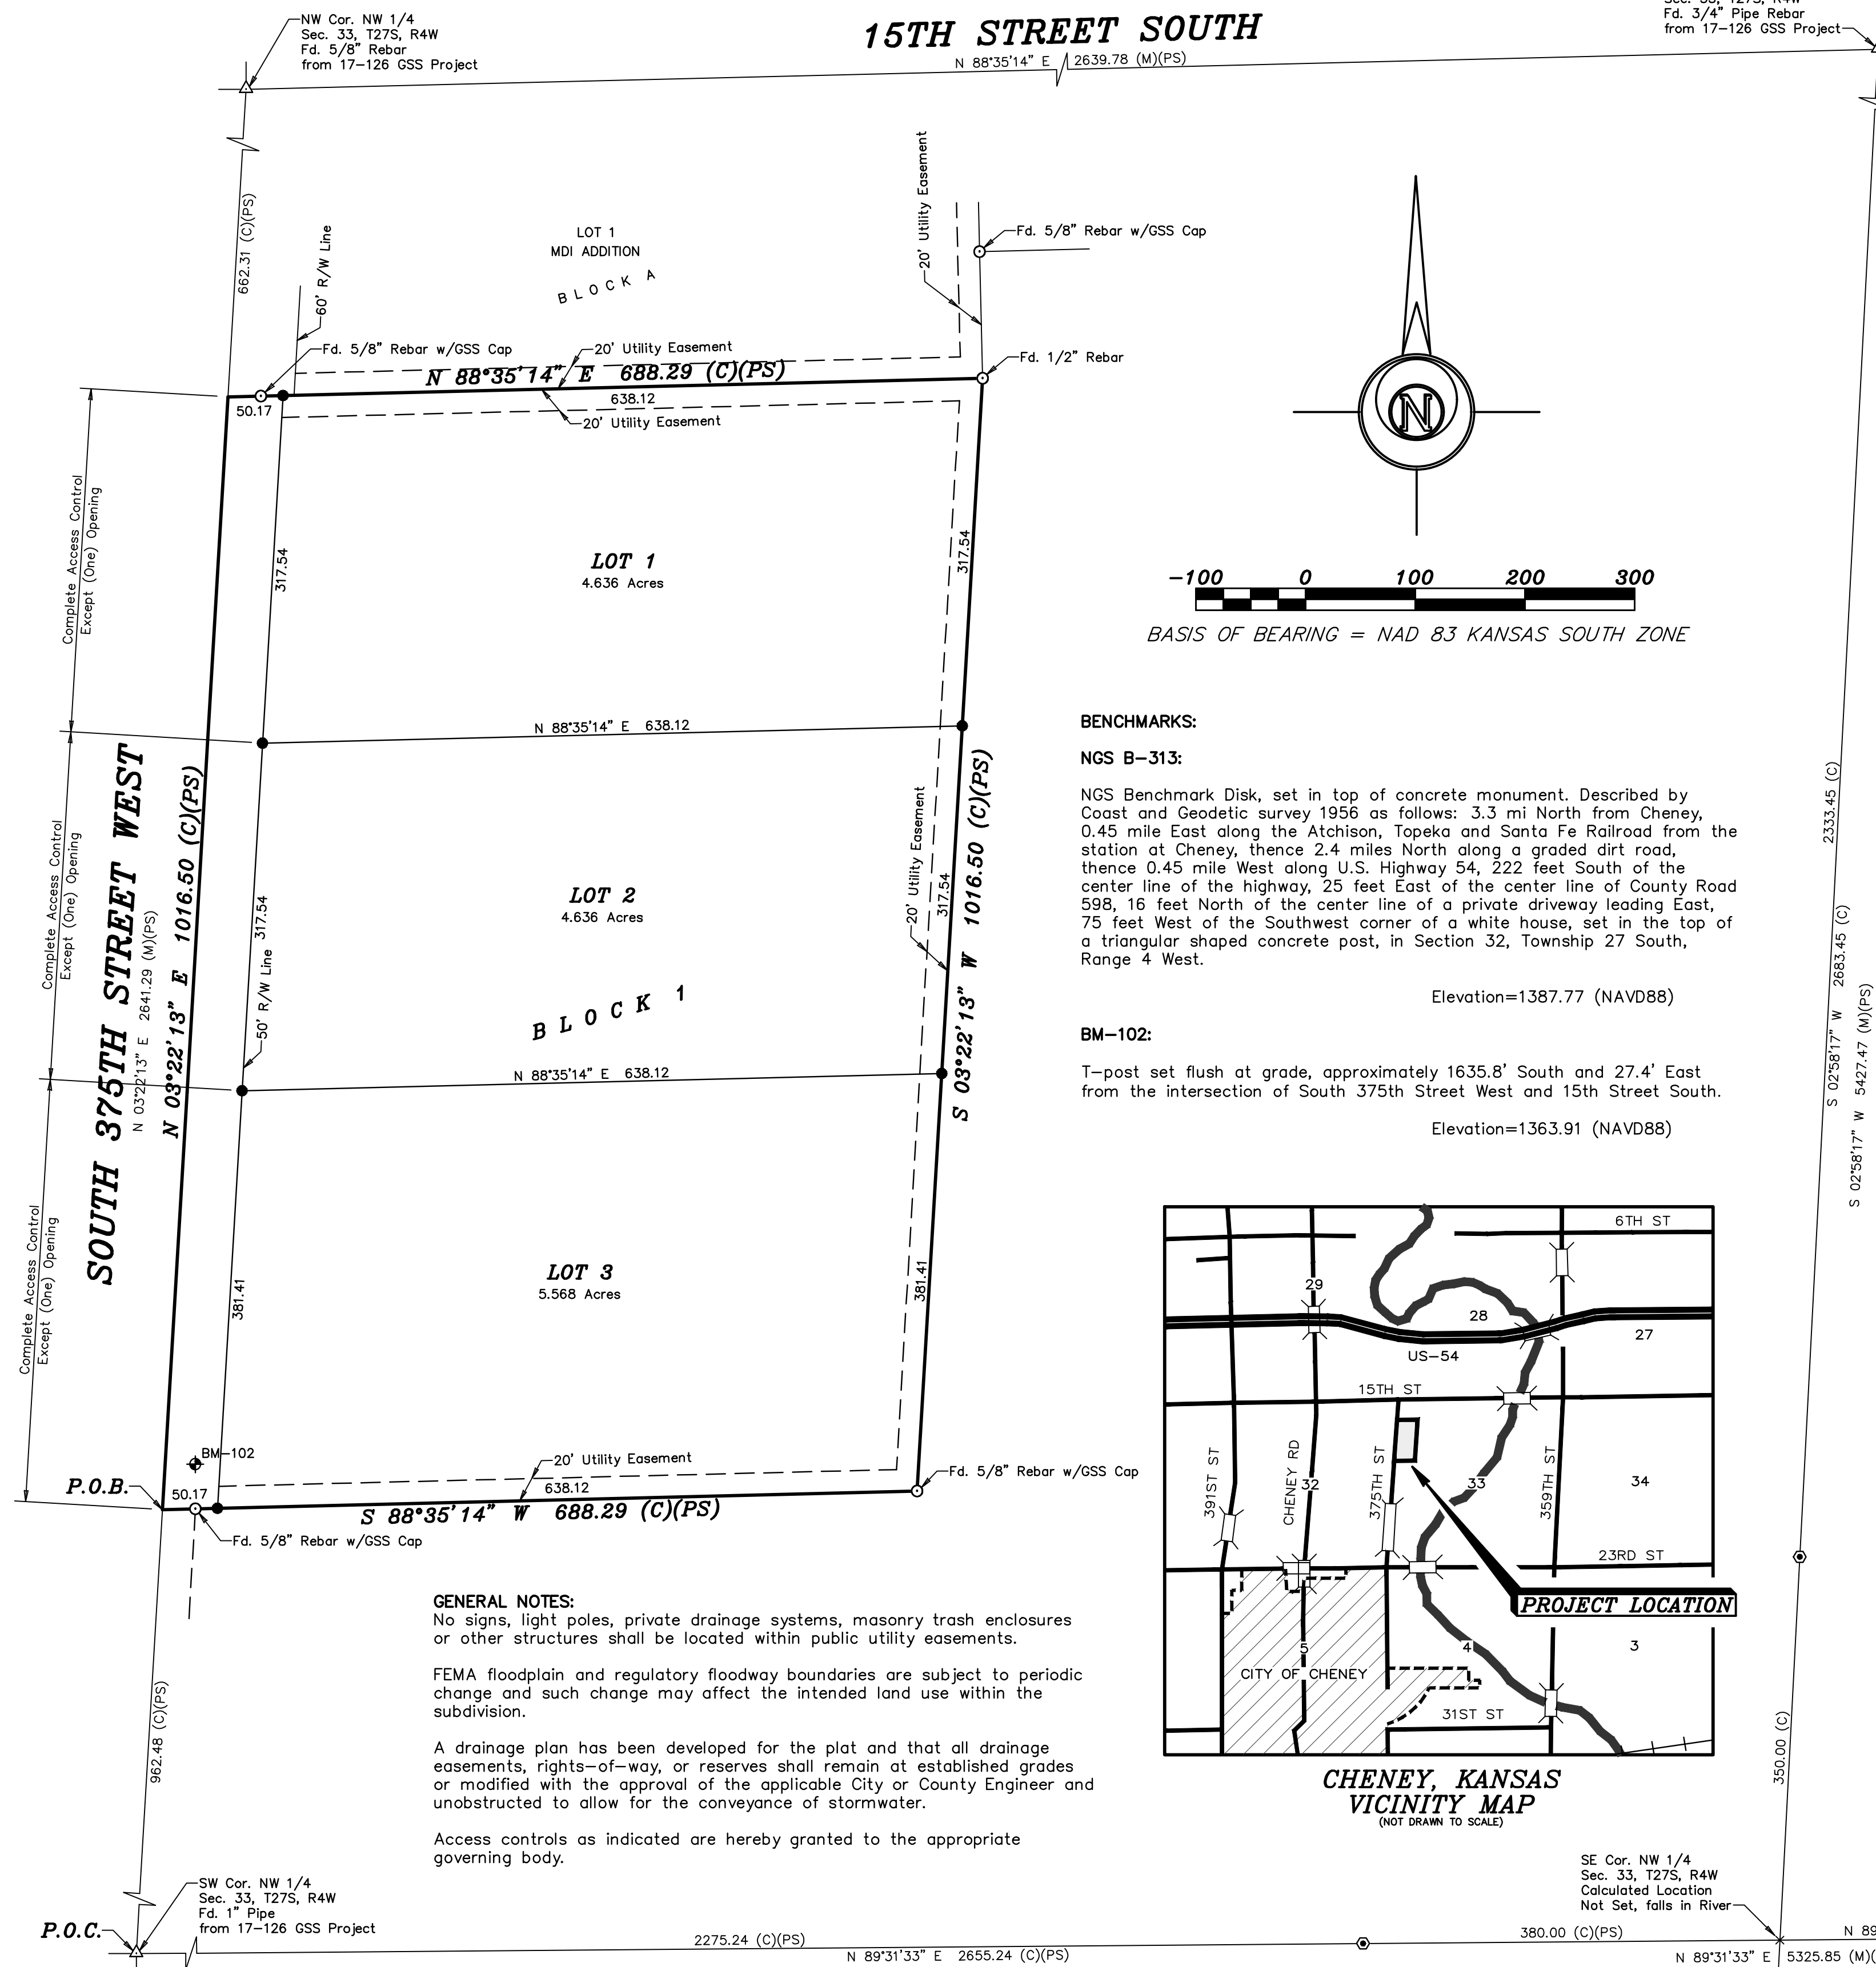 NW Cor. NW 1/4
Sec. 33, T27S, R4W
Fd. 5/8" Rebar
from 17-126 GSS Project
15TH STREET SOUTH
N 88°35'14" E 2639.78 (M)(PS)
Fd. 3/4" Pipe Rebar
from 17-126 GSS Project
662.31 (C)(PS)
60' R/W Line
LOT 1
MDI ADDITION
BLOCK A
20' Utility Easement
Fd. 5/8" Rebar w/GSS Cap
Fd. 5/8" Rebar w/GSS Cap
20' Utility Easement
Fd. 1/2" Rebar
N 88°35'14" E 688.29 (C)(PS)
50.17
638.12
20' Utility Easement
Complete Access Control
Except (One) Opening
317.54
LOT 1
4.636 Acres
317.54
N 88°35'14" E 638.12
SOUTH 375TH STREET WEST
N 03°22'13" E 2641.29 (M)(PS)
N 03°22'13" E 1016.50 (C)(PS)
Complete Access Control
Except (One) Opening
50' R/W Line
317.54
LOT 2
4.636 Acres
BLOCK 1
20' Utility Easement
317.54
S 03°22'13" W 1016.50 (C)(PS)
N 88°35'14" E 638.12
Complete Access Control
Except (One) Opening
381.41
LOT 3
5.568 Acres
381.41
BM-102
P.O.B.
50.17
20' Utility Easement
638.12
Fd. 5/8" Rebar w/GSS Cap
S 88°35'14" W 688.29 (C)(PS)
Fd. 5/8" Rebar w/GSS Cap
N
-100 0 100 200 300
BASIS OF BEARING = NAD 83 KANSAS SOUTH ZONE
BENCHMARKS:
NGS B-313:
NGS Benchmark Disk, set in top of concrete monument. Described by
Coast and Geodetic survey 1956 as follows: 3.3 mi North from Cheney,
0.45 mile East along the Atchison, Topeka and Santa Fe Railroad from the
station at Cheney, thence 2.4 miles North along a graded dirt road,
thence 0.45 mile West along U.S. Highway 54, 222 feet South of the
center line of the highway, 25 feet East of the center line of County Road
598, 16 feet North of the center line of a private driveway leading East,
75 feet West of the Southwest corner of a white house, set in the top of
a triangular shaped concrete post, in Section 32, Township 27 South,
Range 4 West.
Elevation=1387.77 (NAVD88)
BM-102:
T-post set flush at grade, approximately 1635.8' South and 27.4' East
from the intersection of South 375th Street West and 15th Street South.
Elevation=1363.91 (NAVD88)
2333.45 (C)
S 02°58'17" W 2683.45 (C)
S 02°58'17" W 5427.47 (M)(PS)
350.00 (C)
6TH ST
29
28
27
US-54
15TH ST
391ST ST
CHENEY RD
32
375TH ST
33
359TH ST
34
23RD ST
PROJECT LOCATION
5
4
3
CITY OF CHENEY
31ST ST
CHENEY, KANSAS
VICINITY MAP
(NOT DRAWN TO SCALE)
GENERAL NOTES:
No signs, light poles, private drainage systems, masonry trash enclosures
or other structures shall be located within public utility easements.
FEMA floodplain and regulatory floodway boundaries are subject to periodic
change and such change may affect the intended land use within the
subdivision.
A drainage plan has been developed for the plat and that all drainage
easements, rights-of-way, or reserves shall remain at established grades
or modified with the approval of the applicable City or County Engineer and
unobstructed to allow for the conveyance of stormwater.
Access controls as indicated are hereby granted to the appropriate
governing body.
962.48 (C)(PS)
SW Cor. NW 1/4
Sec. 33, T27S, R4W
Fd. 1" Pipe
from 17-126 GSS Project
P.O.C.
2275.24 (C)(PS)
N 89°31'33" E 2655.24 (C)(PS)
380.00 (C)(PS)
SE Cor. NW 1/4
Sec. 33, T27S, R4W
Calculated Location
Not Set, falls in River
N 89
N 89°31'33" E 5325.85 (M)(